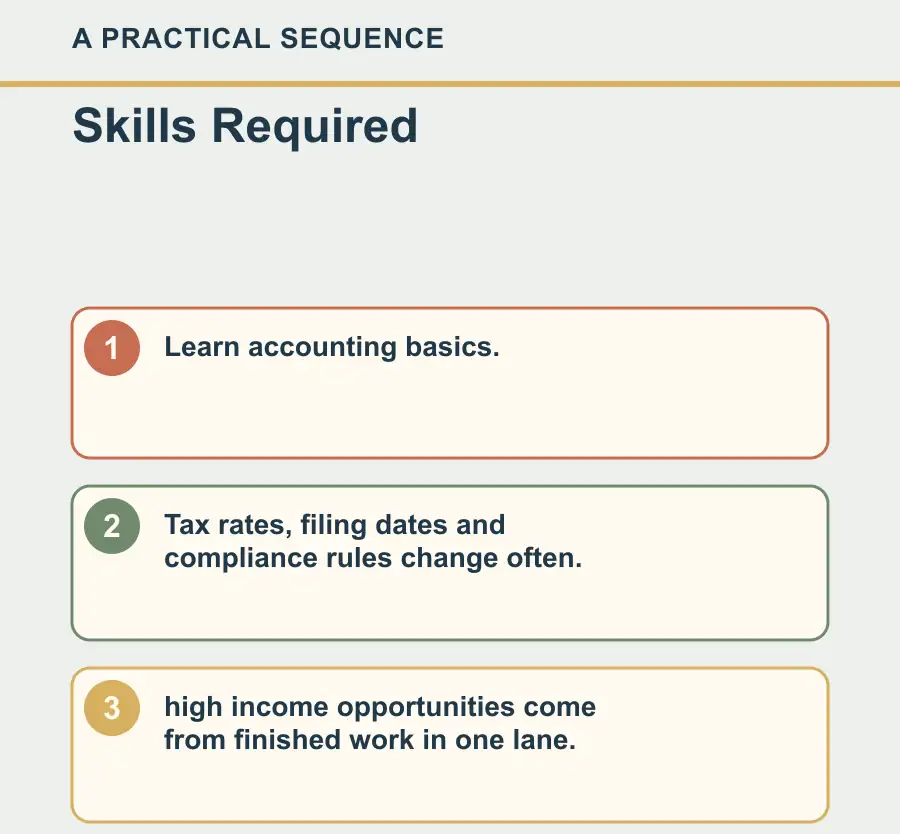 A PRACTICAL SEQUENCE
Skills Required
1
Learn accounting basics.
2
Tax rates, filing dates and
compliance rules change often.
3
high income opportunities come
from finished work in one lane.